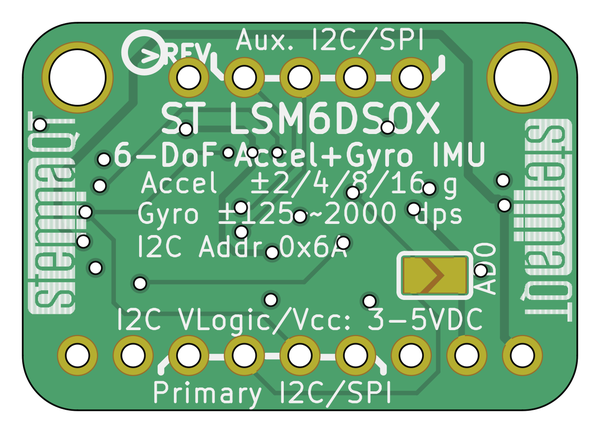 Aux. I2C/SPI
REV
ST LSM6DSOX
6-DoF Accel+Gyro IMU
Accel ±2/4/8/16 g
Gyro ±125~2000 dps
I2C Addr 0x6A
AD0
I2C VLogic/Vcc: 3-5VDC
Primary I2C/SPI
stemmaQT
stemmaQT